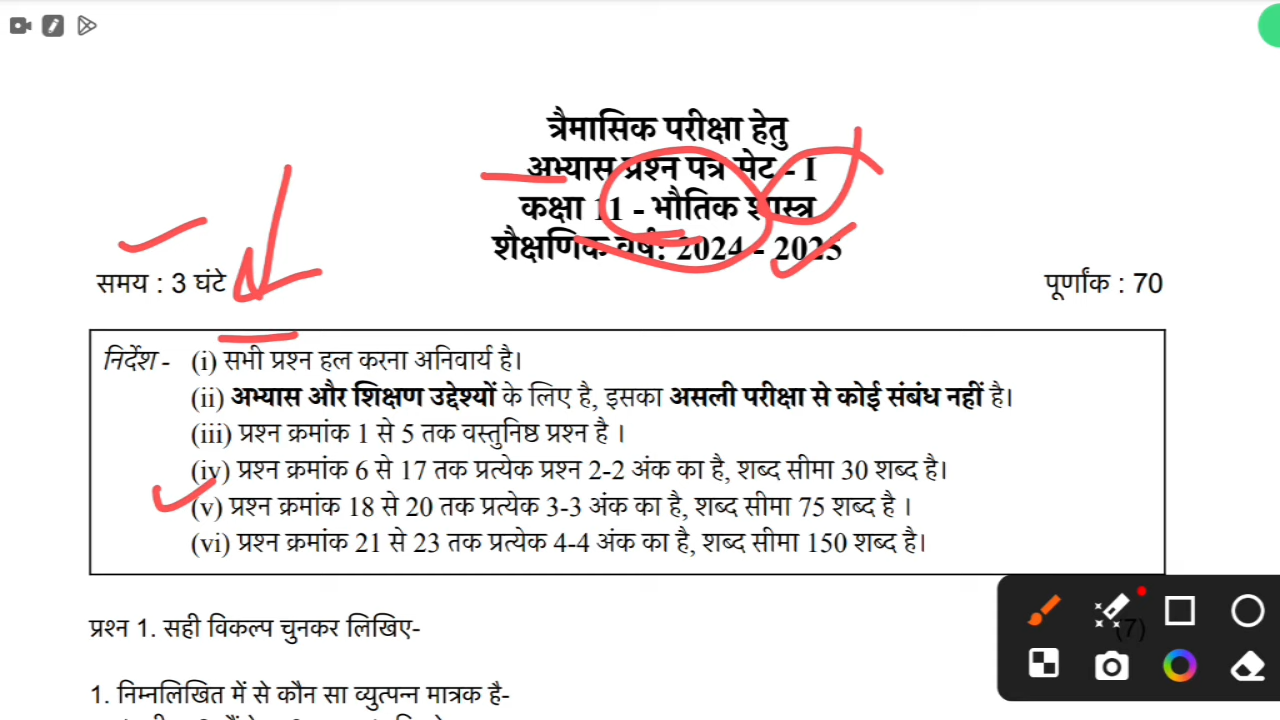 त्रैमासिक परीक्षा हेतु
अभ्यास प्रश्न पत्र सेट - I
कक्षा 11 - भौतिक शास्त्र
शैक्षणिक वर्ष: 2024 - 2025
समय : 3 घंटे
पूर्णांक : 70
निर्देश - (i) सभी प्रश्न हल करना अनिवार्य है।
(ii) अभ्यास और शिक्षण उद्देश्यों के लिए है, इसका असली परीक्षा से कोई संबंध नहीं है।
(iii) प्रश्न क्रमांक 1 से 5 तक वस्तुनिष्ठ प्रश्न है ।
(iv) प्रश्न क्रमांक 6 से 17 तक प्रत्येक प्रश्न 2-2 अंक का है, शब्द सीमा 30 शब्द है।
(v) प्रश्न क्रमांक 18 से 20 तक प्रत्येक 3-3 अंक का है, शब्द सीमा 75 शब्द है ।
(vi) प्रश्न क्रमांक 21 से 23 तक प्रत्येक 4-4 अंक का है, शब्द सीमा 150 शब्द है।
प्रश्न 1. सही विकल्प चुनकर लिखिए-
(7)
1. निम्नलिखित में से कौन सा व्युत्पन्न मात्रक है-